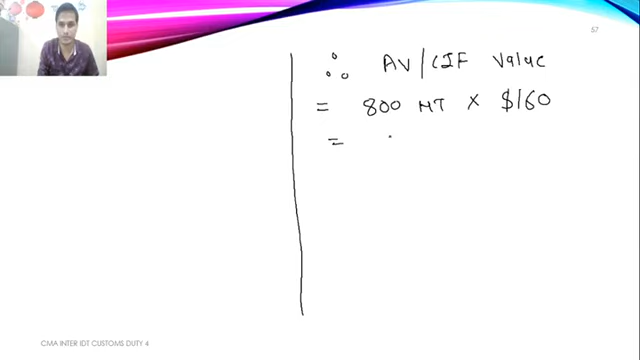 57
∴ AV/CIF Value
= 800 MT × $160
=
CMA INTER IDT CUSTOMS DUTY 4